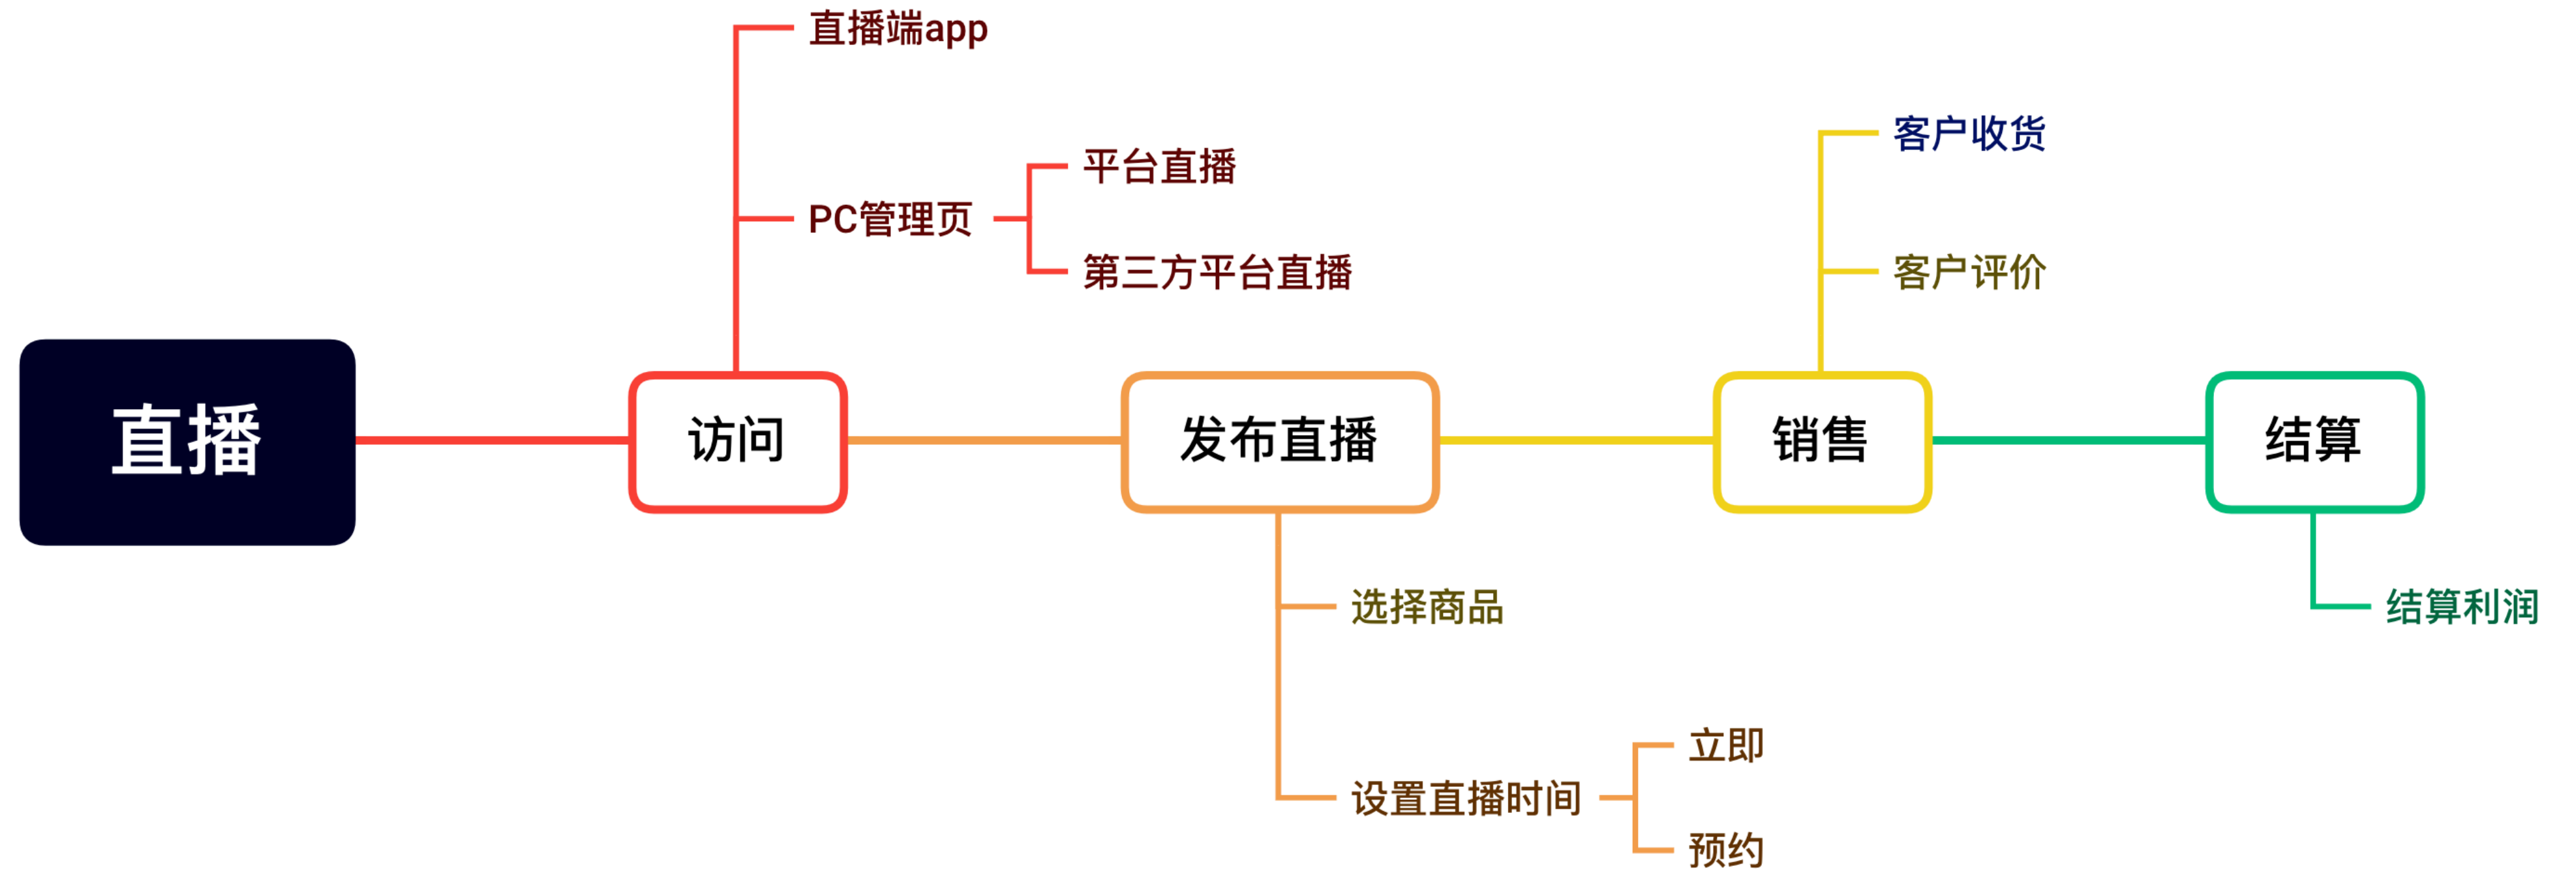 直播端app
客户收货
平台直播
PC管理页
第三方平台直播
客户评价
直播
访问
发布直播
销售
结算
选择商品
结算利润
立即
设置直播时间
预约